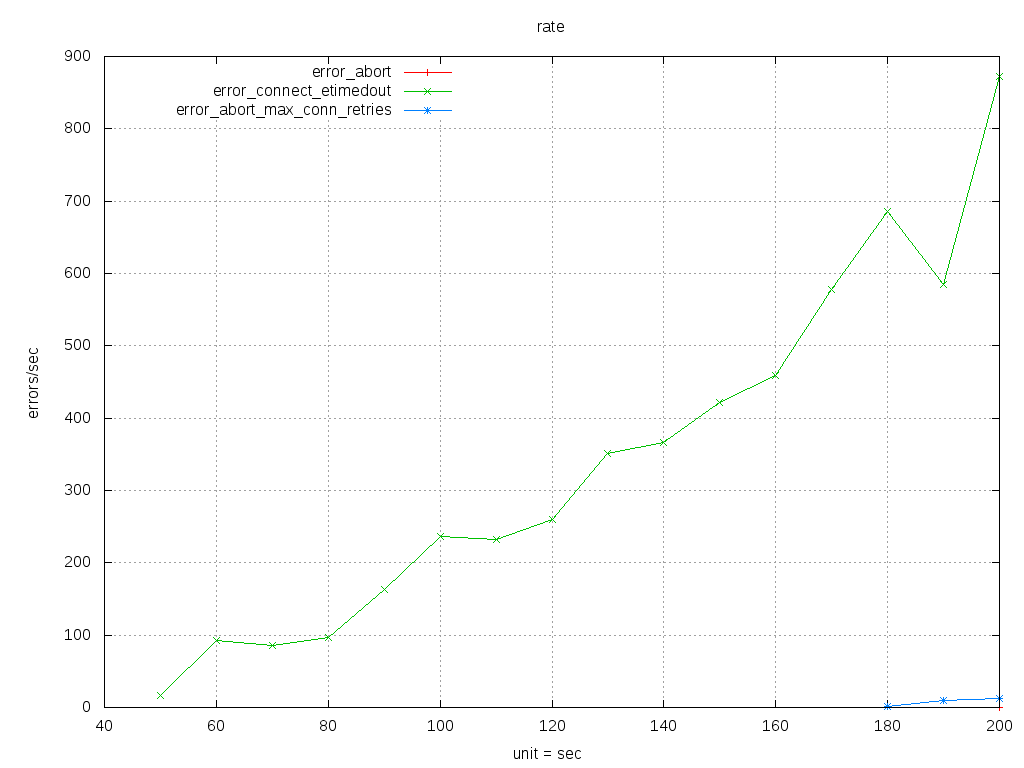 rate
error_abort
error_connect_etimedout
error_abort_max_conn_retries
errors/sec
900
800
700
600
500
400
300
200
100
0
40 60 80 100 120 140 160 180 200
unit = sec